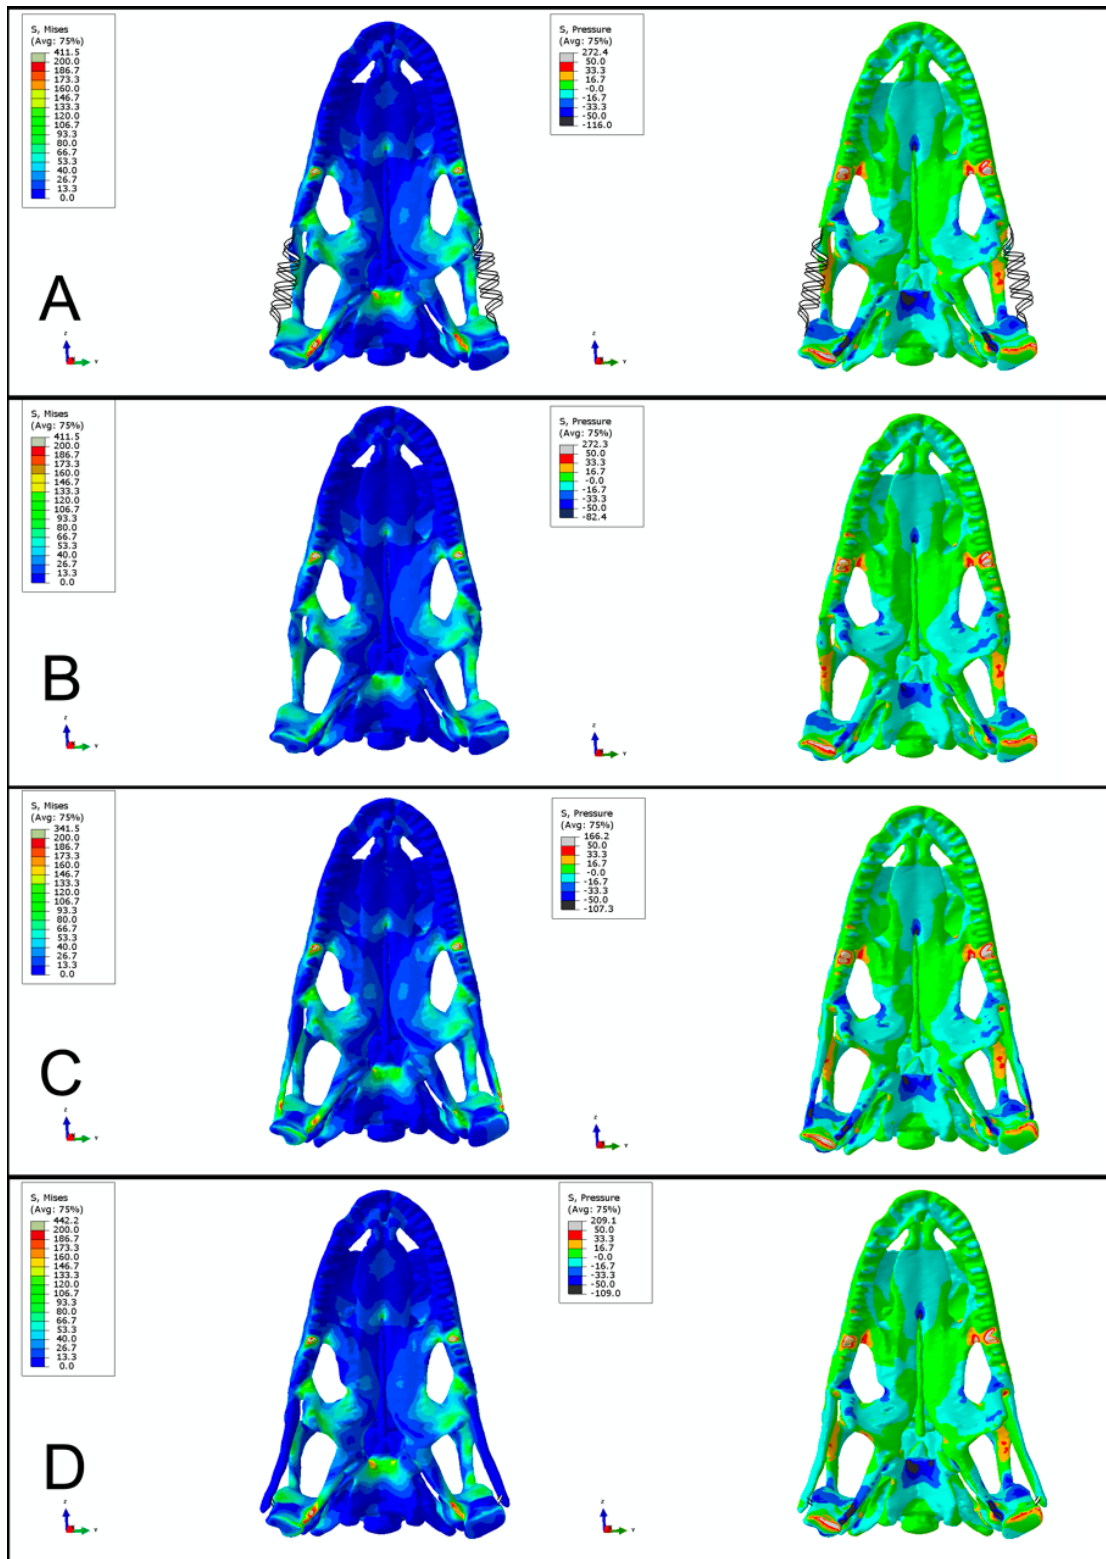 S, Mises
(Avg: 75%)
411.5
200.0
186.7
173.3
160.0
146.7
133.3
120.0
106.7
93.3
80.0
66.7
53.3
40.0
26.7
13.3
0.0
S, Pressure
(Avg: 75%)
272.4
50.0
33.3
16.7
-0.0
-16.7
-33.3
-50.0
-116.0
A
Z
Y
Z
Y
S, Mises
(Avg: 75%)
411.5
200.0
186.7
173.3
160.0
146.7
133.3
120.0
106.7
93.3
80.0
66.7
53.3
40.0
26.7
13.3
0.0
S, Pressure
(Avg: 75%)
272.3
50.0
33.3
16.7
-0.0
-16.7
-33.3
-50.0
-82.4
B
Z
Y
Z
Y
S, Mises
(Avg: 75%)
341.5
200.0
186.7
173.3
160.0
146.7
133.3
120.0
106.7
93.3
80.0
66.7
53.3
40.0
26.7
13.3
0.0
S, Pressure
(Avg: 75%)
166.2
50.0
33.3
16.7
-0.0
-16.7
-33.3
-50.0
-107.3
C
Z
Y
Z
Y
S, Mises
(Avg: 75%)
442.2
200.0
186.7
173.3
160.0
146.7
133.3
120.0
106.7
93.3
80.0
66.7
53.3
40.0
26.7
13.3
0.0
S, Pressure
(Avg: 75%)
209.1
50.0
33.3
16.7
-0.0
-16.7
-33.3
-50.0
-109.0
D
Z
Y
Z
Y